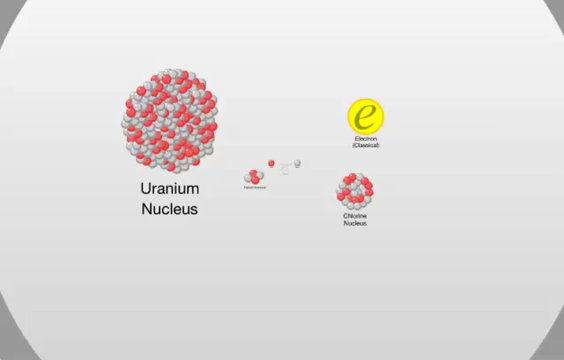 Uranium
Nucleus
e
Electron
(Classical)
Chlorine
Nucleus